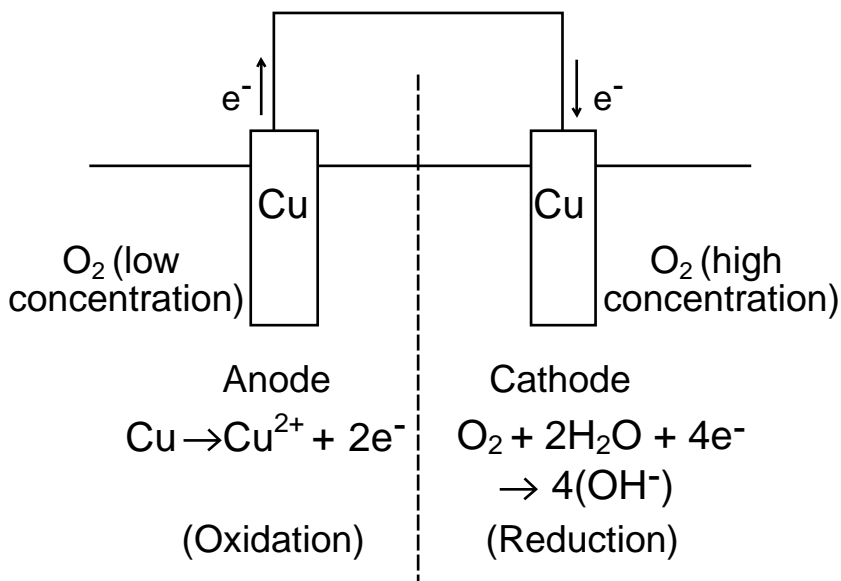 e⁻
e⁻
Cu
Cu
O₂ (low
concentration)
O₂ (high
concentration)
Anode
Cathode
Cu → Cu²⁺ + 2e⁻
O₂ + 2H₂O + 4e⁻
→ 4(OH⁻)
(Oxidation)
(Reduction)